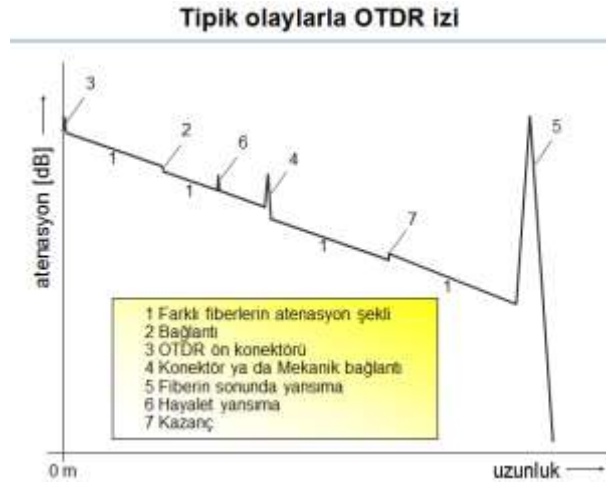 Tipik olaylarla OTDR izi
atenasyon [dB]
3
2
6
4
7
5
1
1
1
1
1 Farklı fiberlerin atenasyon şekli
2 Bağlantı
3 OTDR ön konektörü
4 Konektör ya da Mekanik bağlantı
5 Fiberin sonunda yansıma
6 Hayalet yansıma
7 Kazanç
0 m
uzunluk